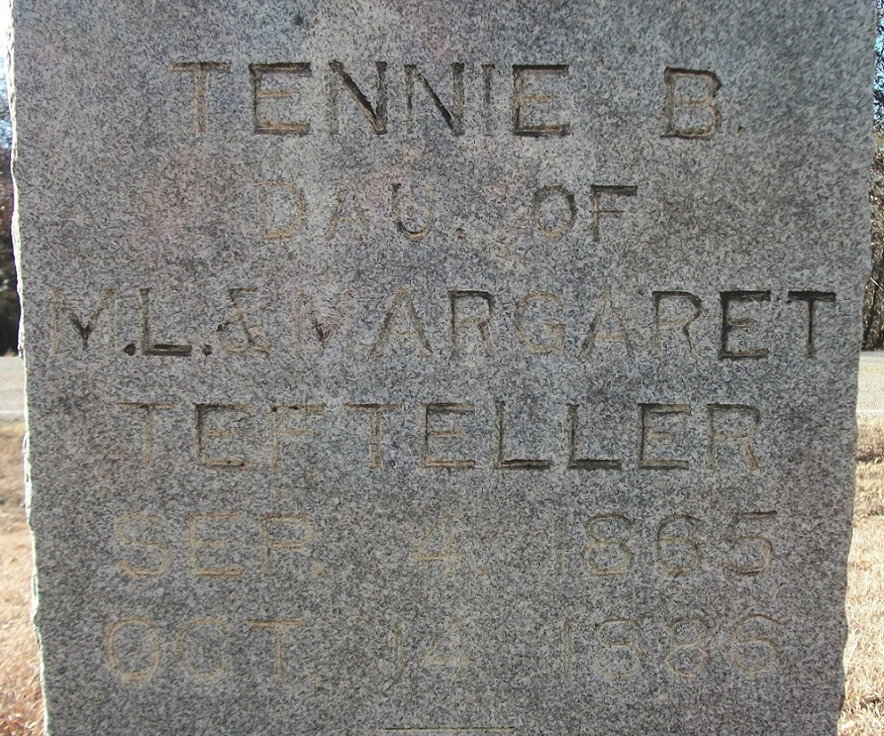 TENNIE B.
DAU. OF
M.L.& MARGARET
TEFTELLER
SEP. 4 1865
OCT. 14 1886